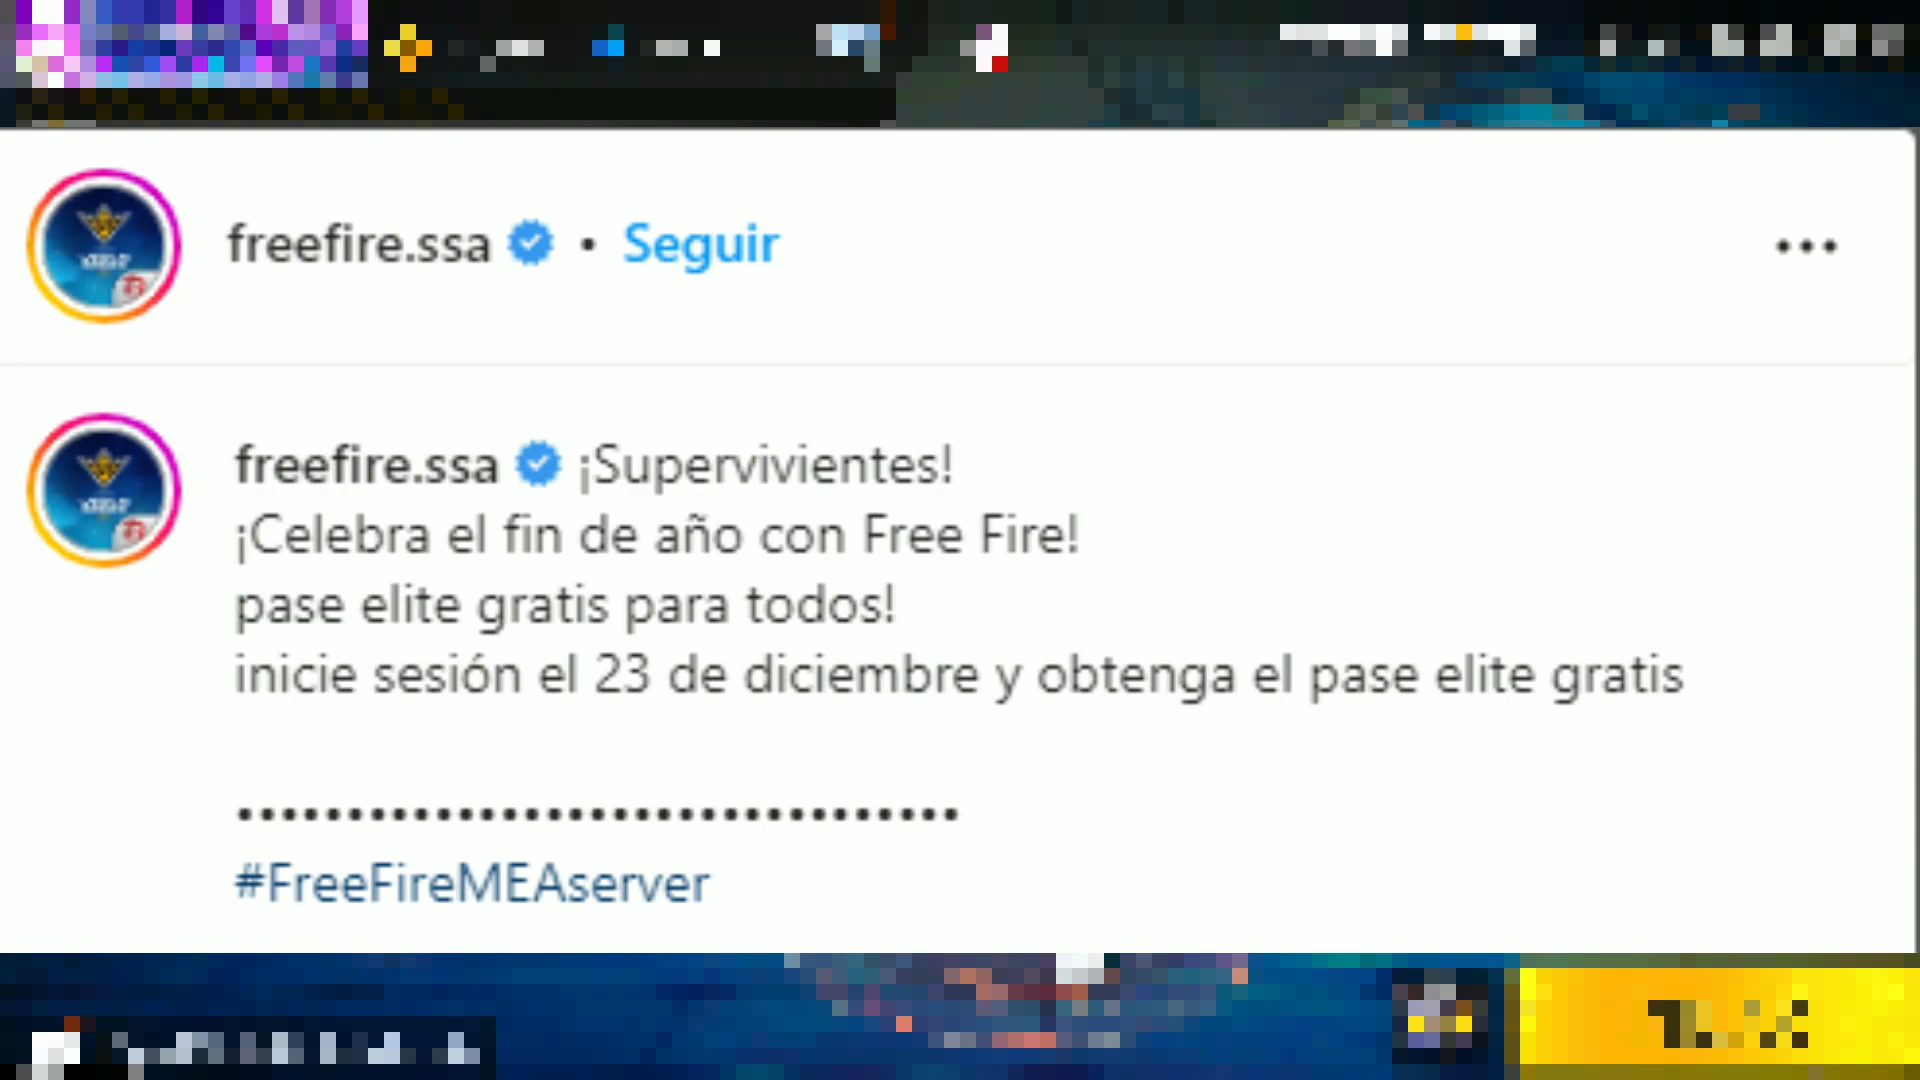 freefire.ssa • Seguir
freefire.ssa ¡Supervivientes!
¡Celebra el fin de año con Free Fire!
pase elite gratis para todos!
inicie sesión el 23 de diciembre y obtenga el pase elite gratis
•••••••••••••••••••••••••••••••••
#FreeFireMEAserver